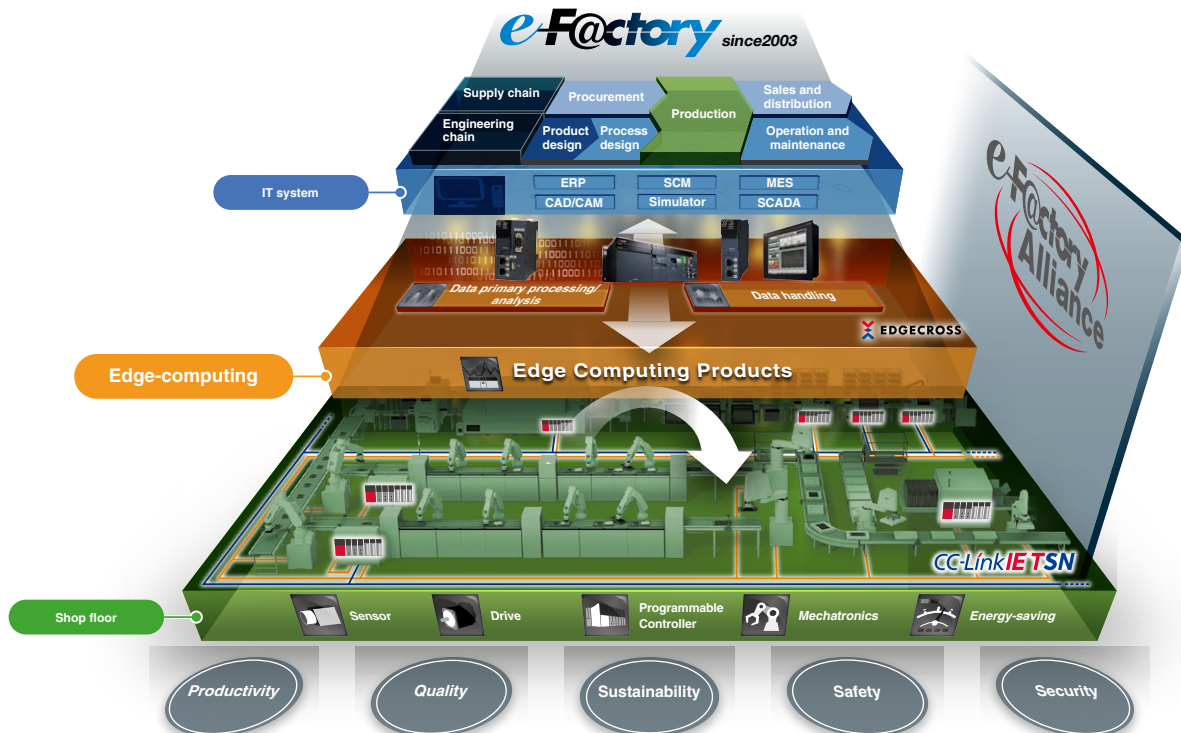 e-F@ctory since2003
Supply chain
Procurement
Production
Sales and
distribution
Engineering
chain
Product
design
Process
design
Operation and
maintenance
IT system
ERP
SCM
MES
CAD/CAM
Simulator
SCADA
e-F@ctory
Alliance
Data primary processing/
analysis
Data handling
EDGECROSS
Edge-computing
Edge Computing Products
CC-Link IE TSN
Shop floor
Sensor
Drive
Programmable
Controller
Mechatronics
Energy-saving
Productivity
Quality
Sustainability
Safety
Security